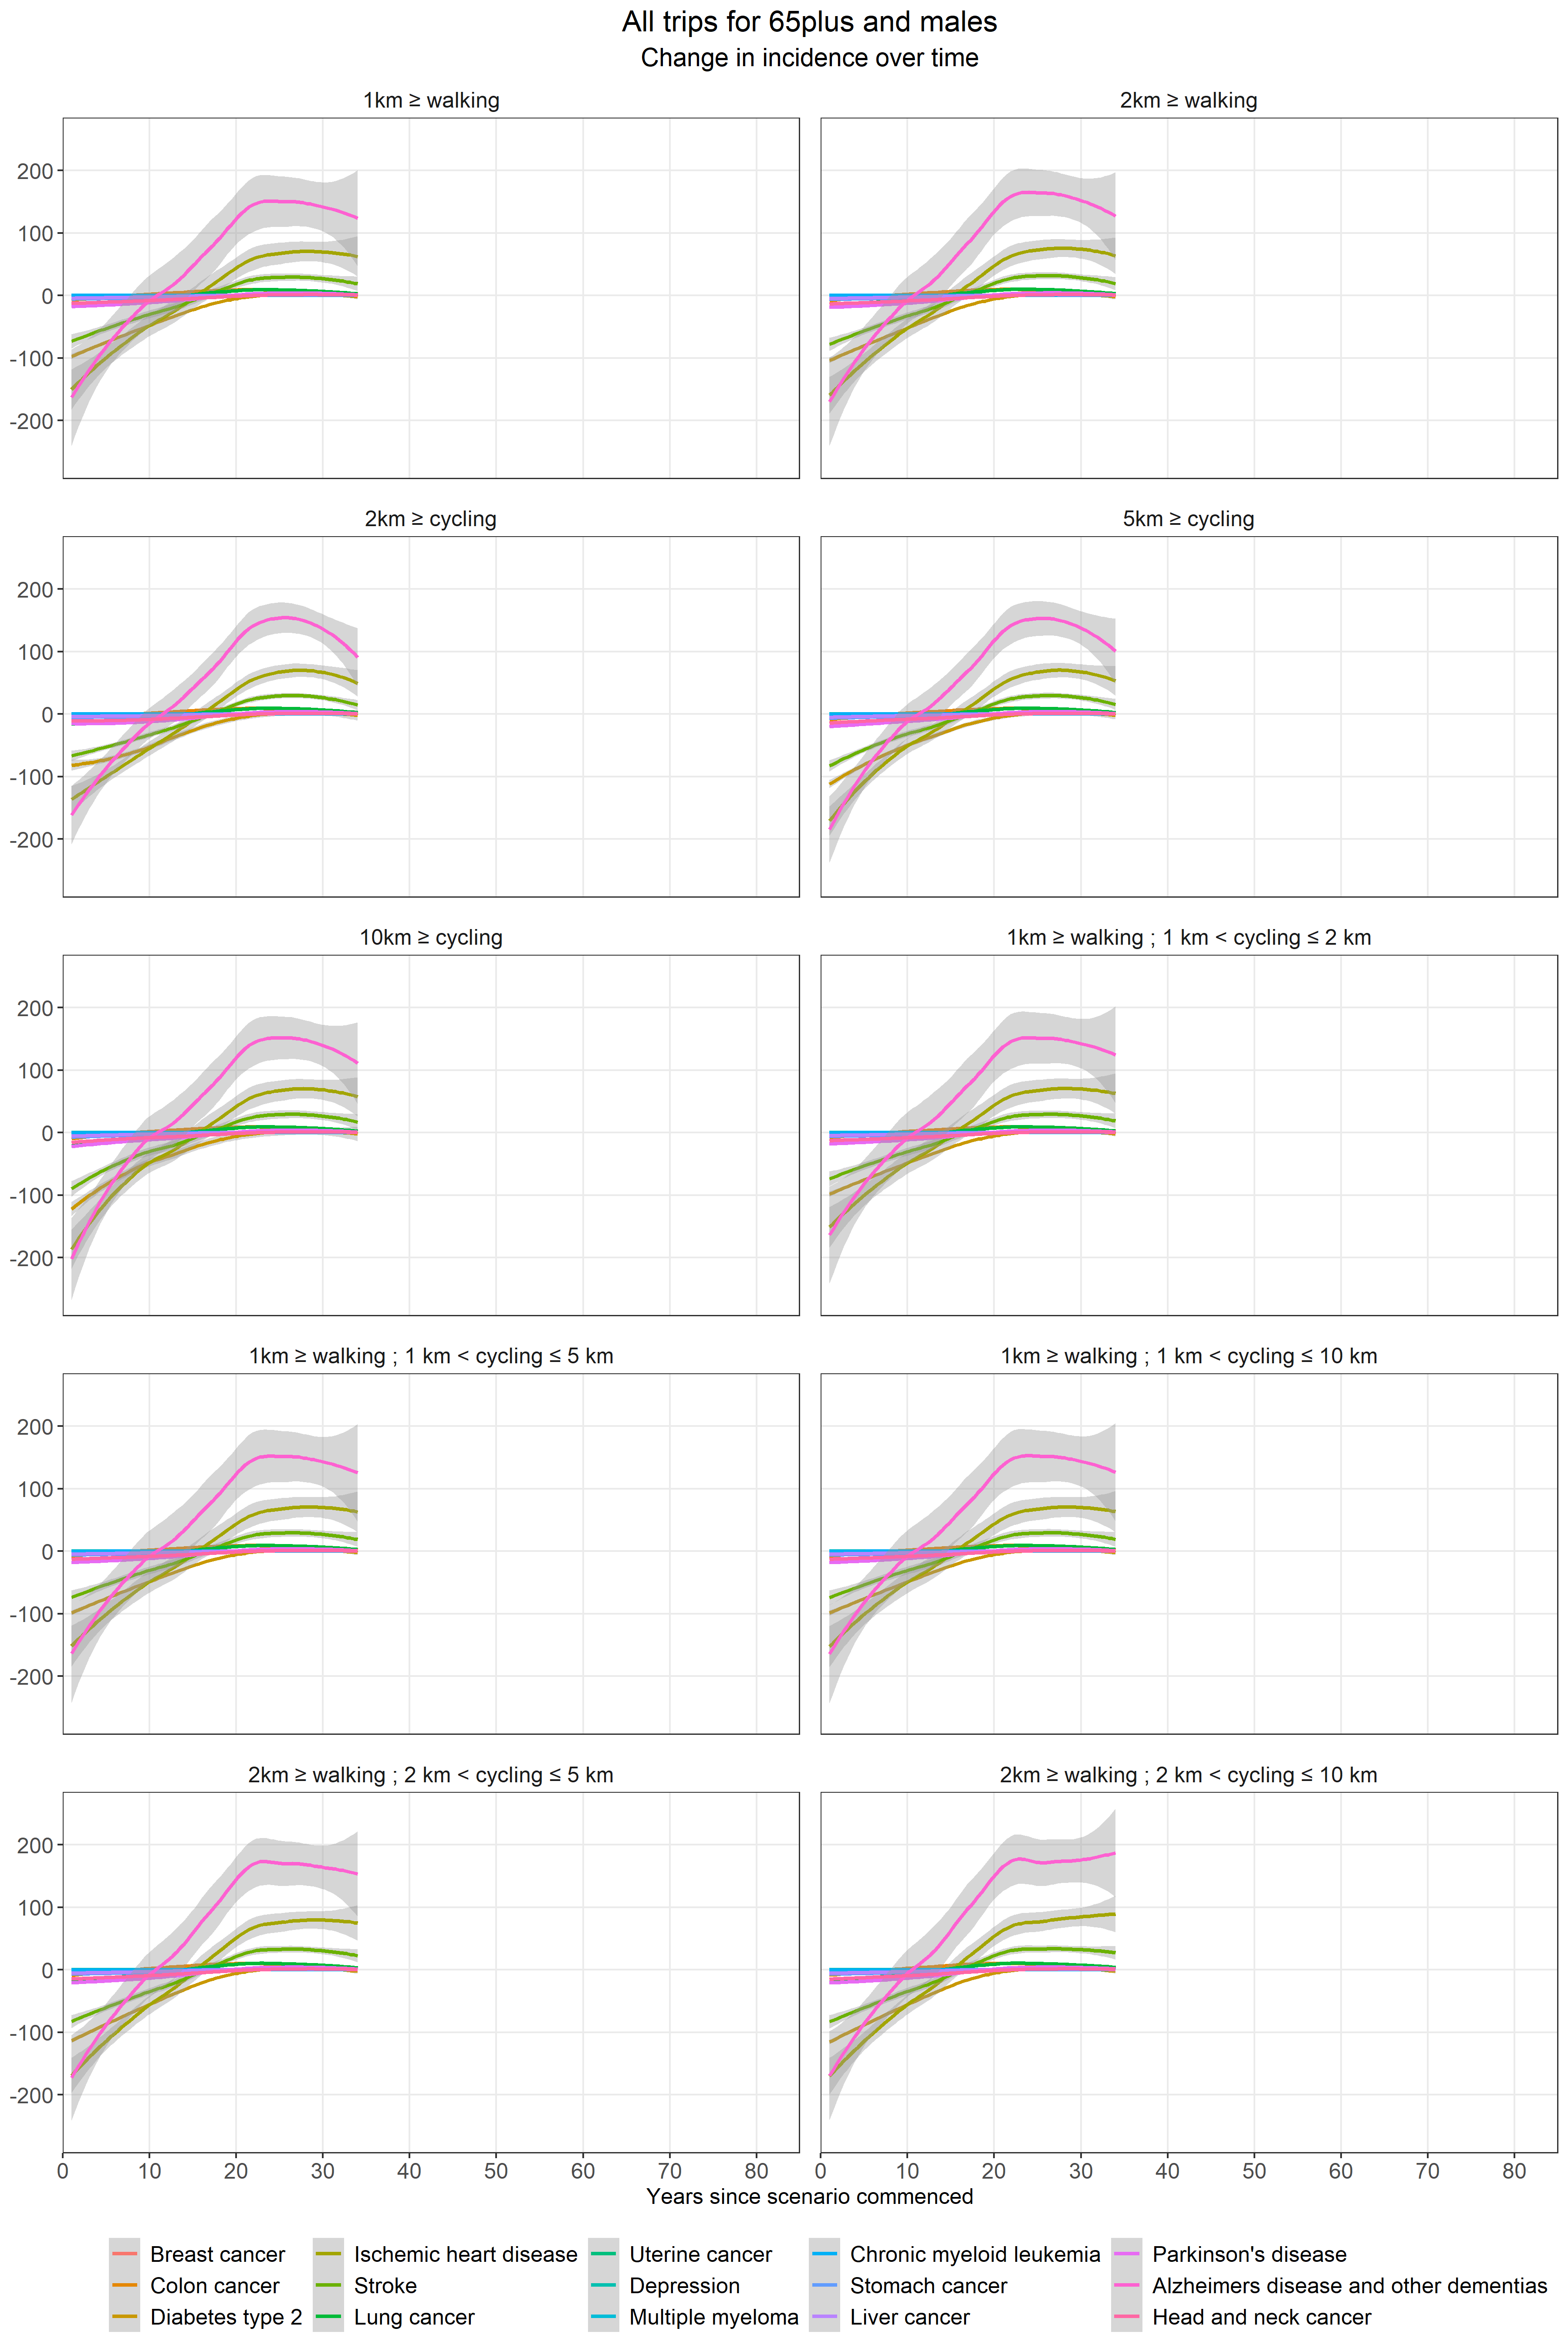 All trips for 65plus and males
Change in incidence over time
1km ≥ walking
2km ≥ walking
200
100
0
-100
-200
2km ≥ cycling
5km ≥ cycling
200
100
0
-100
-200
10km ≥ cycling
1km ≥ walking ; 1 km < cycling ≤ 2 km
200
100
0
-100
-200
1km ≥ walking ; 1 km < cycling ≤ 5 km
1km ≥ walking ; 1 km < cycling ≤ 10 km
200
100
0
-100
-200
2km ≥ walking ; 2 km < cycling ≤ 5 km
2km ≥ walking ; 2 km < cycling ≤ 10 km
200
100
0
-100
-200
0 10 20 30 40 50 60 70 80
0 10 20 30 40 50 60 70 80
Years since scenario commenced
Breast cancer Ischemic heart disease Uterine cancer Chronic myeloid leukemia Parkinson's disease
Colon cancer Stroke Depression Stomach cancer Alzheimers disease and other dementias
Diabetes type 2 Lung cancer Multiple myeloma Liver cancer Head and neck cancer